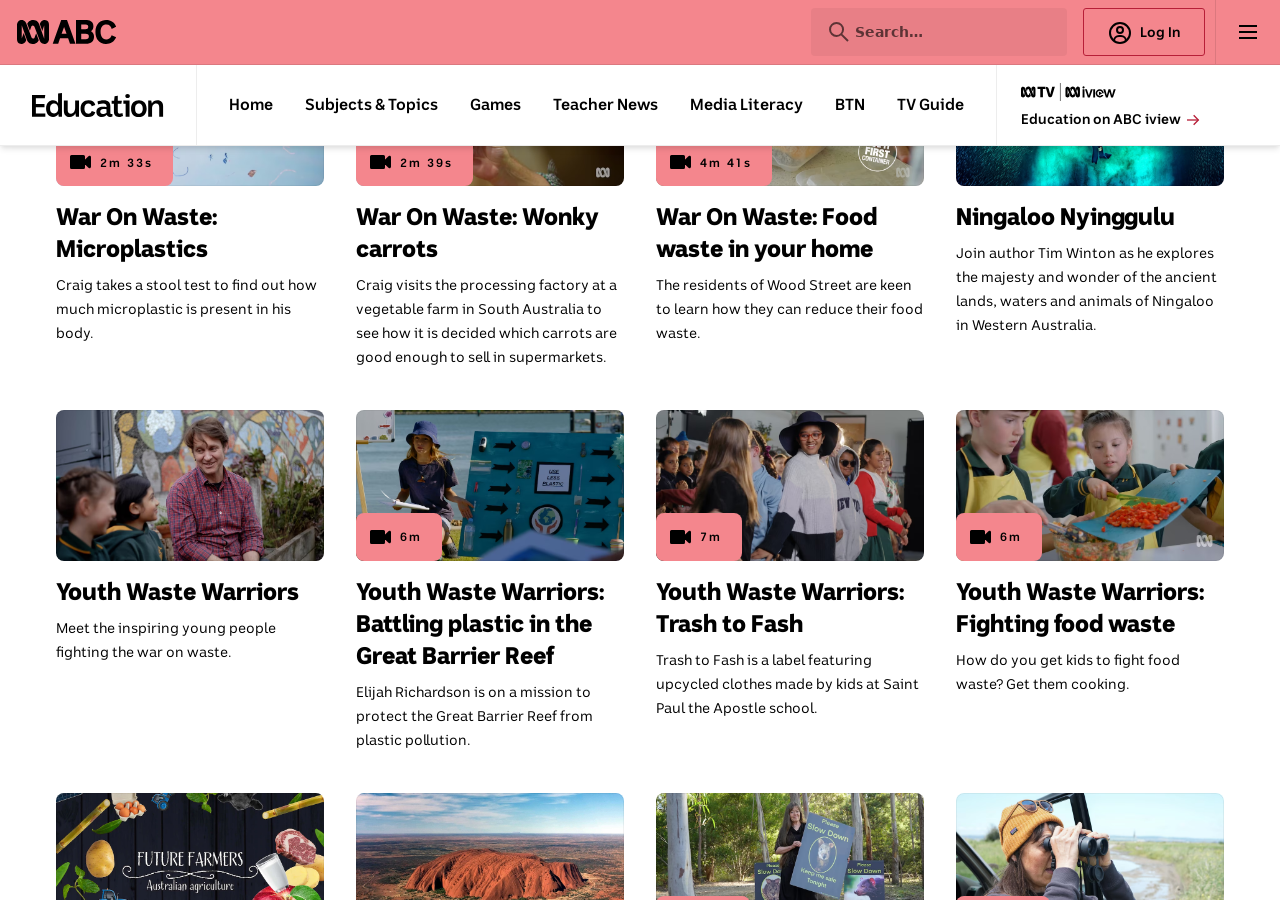 ABC
Search...
Log In
Education
Home
Subjects & Topics
Games
Teacher News
Media Literacy
BTN
TV Guide
TV
iview
Education on ABC iview
2m 33s
2m 39s
4m 41s
FIRST
CONTAINER
War On Waste:
Microplastics
Craig takes a stool test to find out how
much microplastic is present in his
body.
War On Waste: Wonky
carrots
Craig visits the processing factory at a
vegetable farm in South Australia to
see how it is decided which carrots are
good enough to sell in supermarkets.
War On Waste: Food
waste in your home
The residents of Wood Street are keen
to learn how they can reduce their food
waste.
Ningaloo Nyinggulu
Join author Tim Winton as he explores
the majesty and wonder of the ancient
lands, waters and animals of Ningaloo
in Western Australia.
USE
LESS
PLASTIC
6m
7m
6m
Youth Waste Warriors
Meet the inspiring young people
fighting the war on waste.
Youth Waste Warriors:
Battling plastic in the
Great Barrier Reef
Elijah Richardson is on a mission to
protect the Great Barrier Reef from
plastic pollution.
Youth Waste Warriors:
Trash to Fash
Trash to Fash is a label featuring
upcycled clothes made by kids at Saint
Paul the Apostle school.
Youth Waste Warriors:
Fighting food waste
How do you get kids to fight food
waste? Get them cooking.
FUTURE FARMERS
Australian agriculture
Please
Slow Down
Keep me safe
Tonight
Please
Slow Down